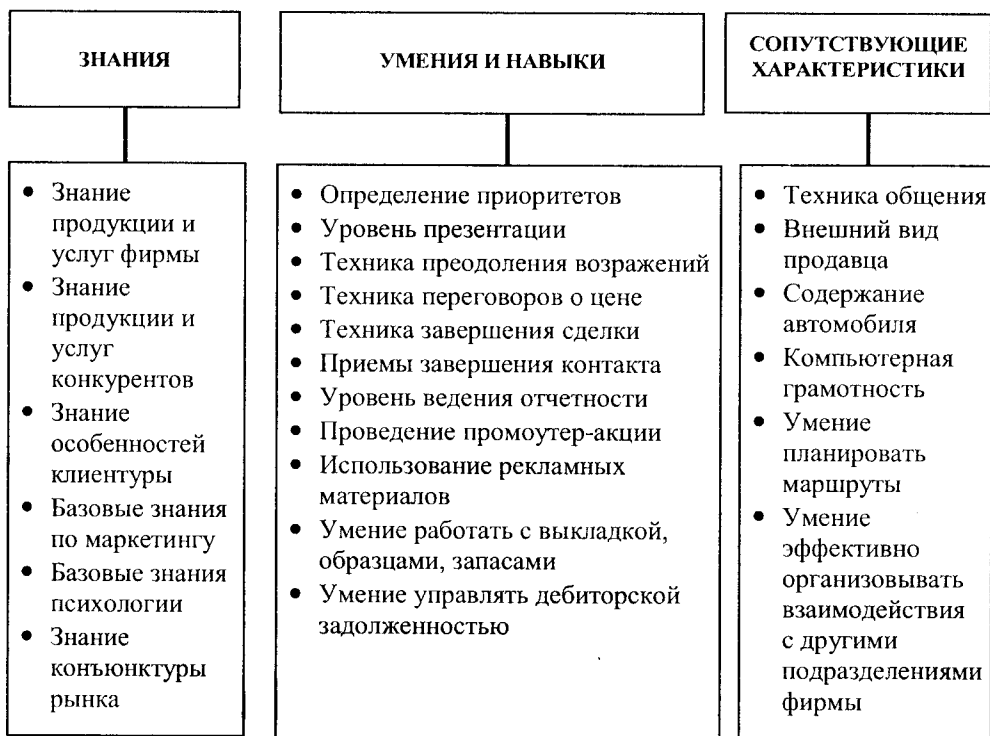 ЗНАНИЯ
• Знание
продукции и
услуг фирмы
• Знание
продукции и
услуг
конкурентов
• Знание
особенностей
клиентуры
• Базовые знания
по маркетингу
• Базовые знания
психологии
• Знание
конъюнктуры
рынка
УМЕНИЯ И НАВЫКИ
• Определение приоритетов
• Уровень презентации
• Техника преодоления возражений
• Техника переговоров о цене
• Техника завершения сделки
• Приемы завершения контакта
• Уровень ведения отчетности
• Проведение промоутер-акции
• Использование рекламных
материалов
• Умение работать с выкладкой,
образцами, запасами
• Умение управлять дебиторской
задолженностью
СОПУТСТВУЮЩИЕ
ХАРАКТЕРИСТИКИ
• Техника общения
• Внешний вид
продавца
• Содержание
автомобиля
• Компьютерная
грамотность
• Умение
планировать
маршруты
• Умение
эффективно
организовывать
взаимодействия
с другими
подразделениями
фирмы